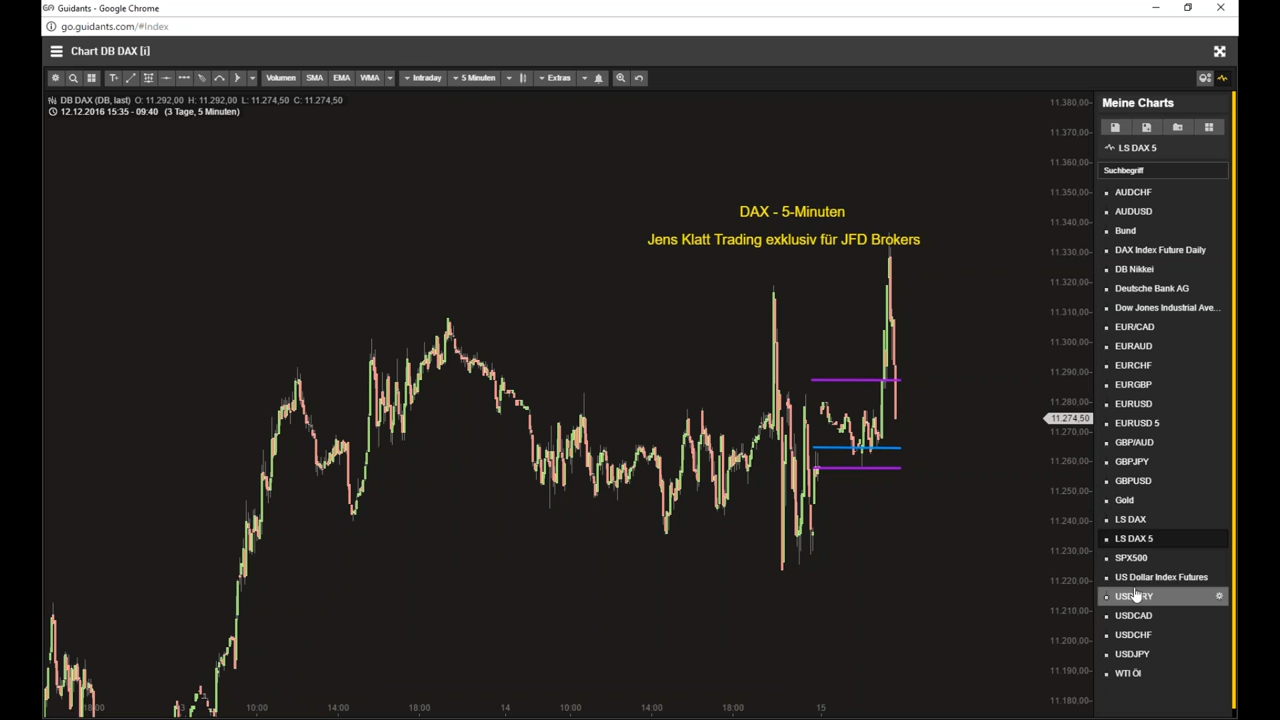 Guidants - Google Chrome
go.guidants.com/#Index
Chart DB DAX [i]
T+ Volumen SMA EMA WMA Intraday 5 Minuten Extras
DB DAX (DB, last) O: 11.292,00 H: 11.292,00 L: 11.274,50 C: 11.274,50
12.12.2016 15:35 - 09:40 (3 Tage, 5 Minuten)
DAX - 5-Minuten
Jens Klatt Trading exklusiv für JFD Brokers
11.380,00
11.370,00
11.360,00
11.350,00
11.340,00
11.330,00
11.320,00
11.310,00
11.300,00
11.290,00
11.280,00
11.274,50
11.270,00
11.260,00
11.250,00
11.240,00
11.230,00
11.220,00
11.210,00
11.200,00
11.190,00
11.180,00
10:00 14:00 18:00 14 10:00 14:00 18:00 15
Meine Charts
LS DAX 5
Suchbegriff
AUDCHF
AUDUSD
Bund
DAX Index Future Daily
DB Nikkei
Deutsche Bank AG
Dow Jones Industrial Ave...
EUR/CAD
EURAUD
EURCHF
EURGBP
EURUSD
EURUSD 5
GBP/AUD
GBPJPY
GBPUSD
Gold
LS DAX
LS DAX 5
SPX500
US Dollar Index Futures
USDCAD
USDCHF
USDJPY
WTI Öl